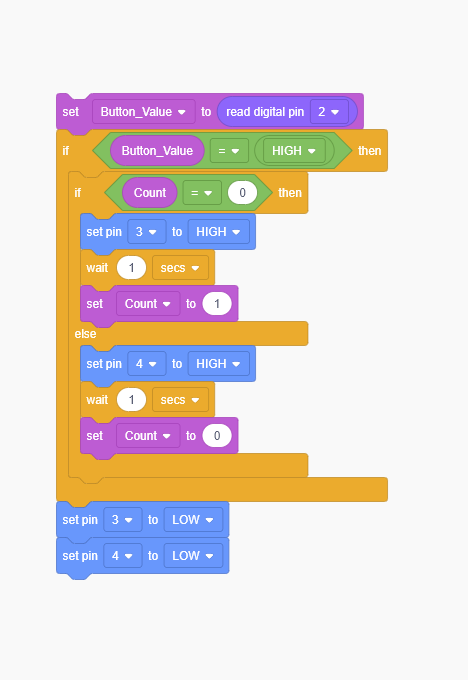 set Button_Value to read digital pin 2
if Button_Value = HIGH then
if Count = 0 then
set pin 3 to HIGH
wait 1 secs
set Count to 1
else
set pin 4 to HIGH
wait 1 secs
set Count to 0
set pin 3 to LOW
set pin 4 to LOW